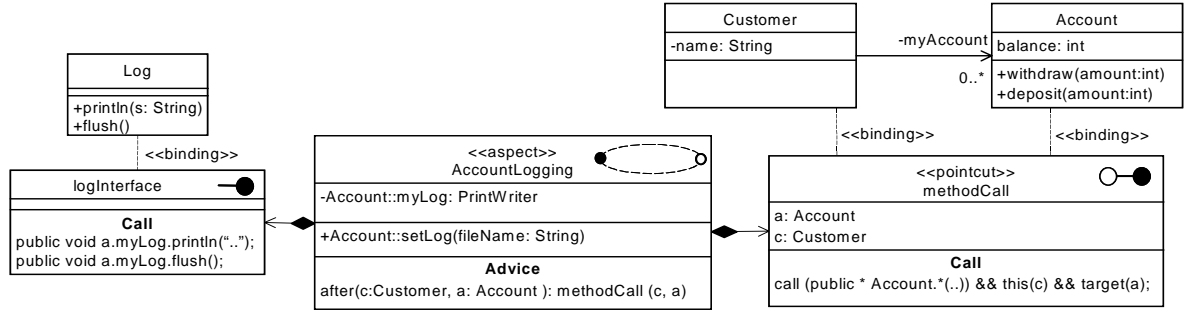 Customer
-name: String
-myAccount
0..*
Account
balance: int
+withdraw(amount:int)
+deposit(amount:int)
Log
+println(s: String)
+flush()
<<binding>>
<<binding>>
<<binding>>
logInterface
Call
public void a.myLog.println(“..”);
public void a.myLog.flush();
<<aspect>>
AccountLogging
-Account::myLog: PrintWriter
+Account::setLog(fileName: String)
Advice
after(c:Customer, a: Account ): methodCall (c, a)
<<pointcut>>
methodCall
a: Account
c: Customer
Call
call (public * Account.*(..)) && this(c) && target(a);